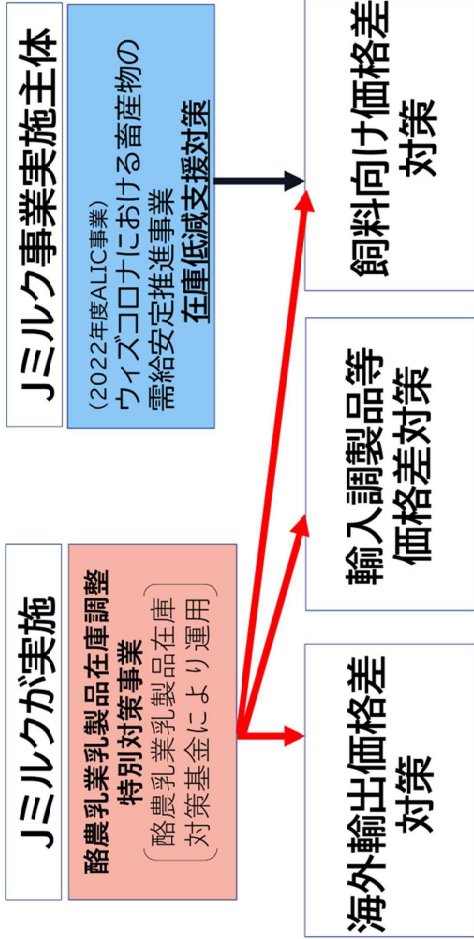 Jミルクが実施
酪農乳業乳製品在庫調整
特別対策事業
酪農乳業乳製品在庫
対策基金により運用
Jミルク事業実施主体
(2022年度ALIC事業)
ウィズコロナにおける畜産物の
需給安定推進事業
在庫低減支援対策
海外輸出価格差
対策
輸入調製品等
価格差対策
飼料向け価格差
対策